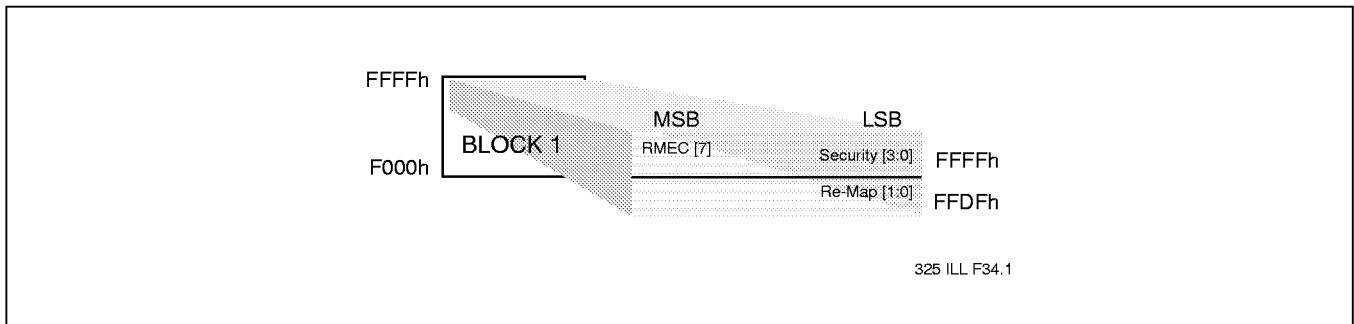 FFFFh
MSB LSB
BLOCK 1 RMEC [7] Security [3:0] FFFFh
F000h
Re-Map [1:0] FFDFh
325 ILL F34.1